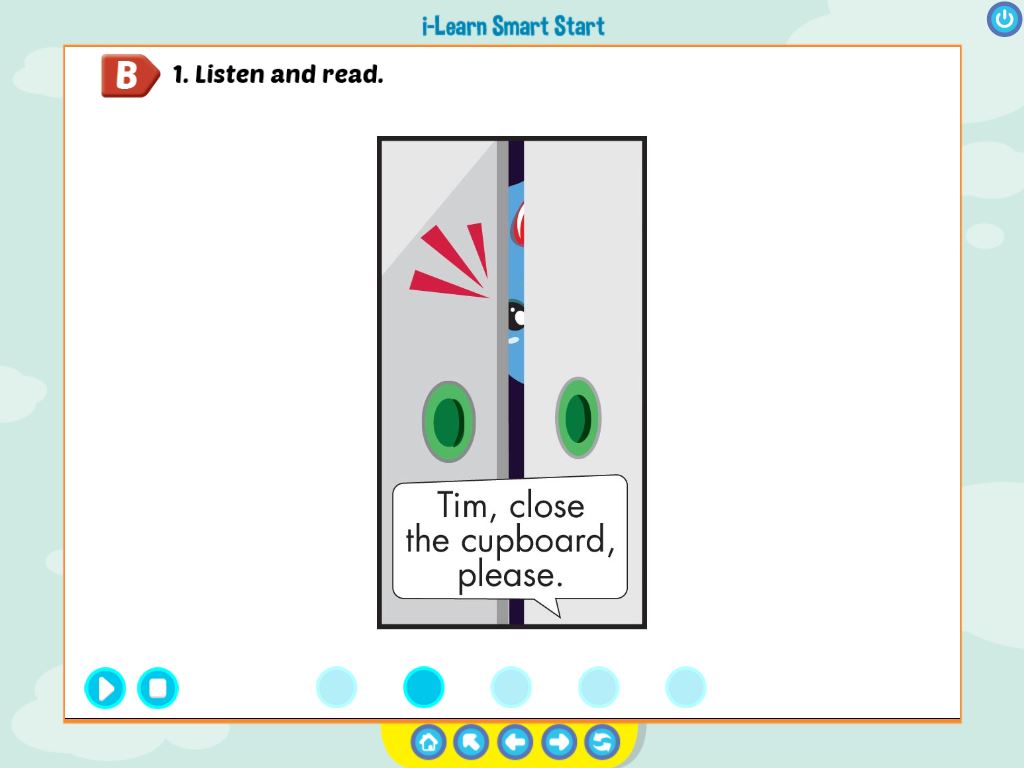 i-Learn Smart Start
B 1. Listen and read.
Tim, close
the cupboard,
please.